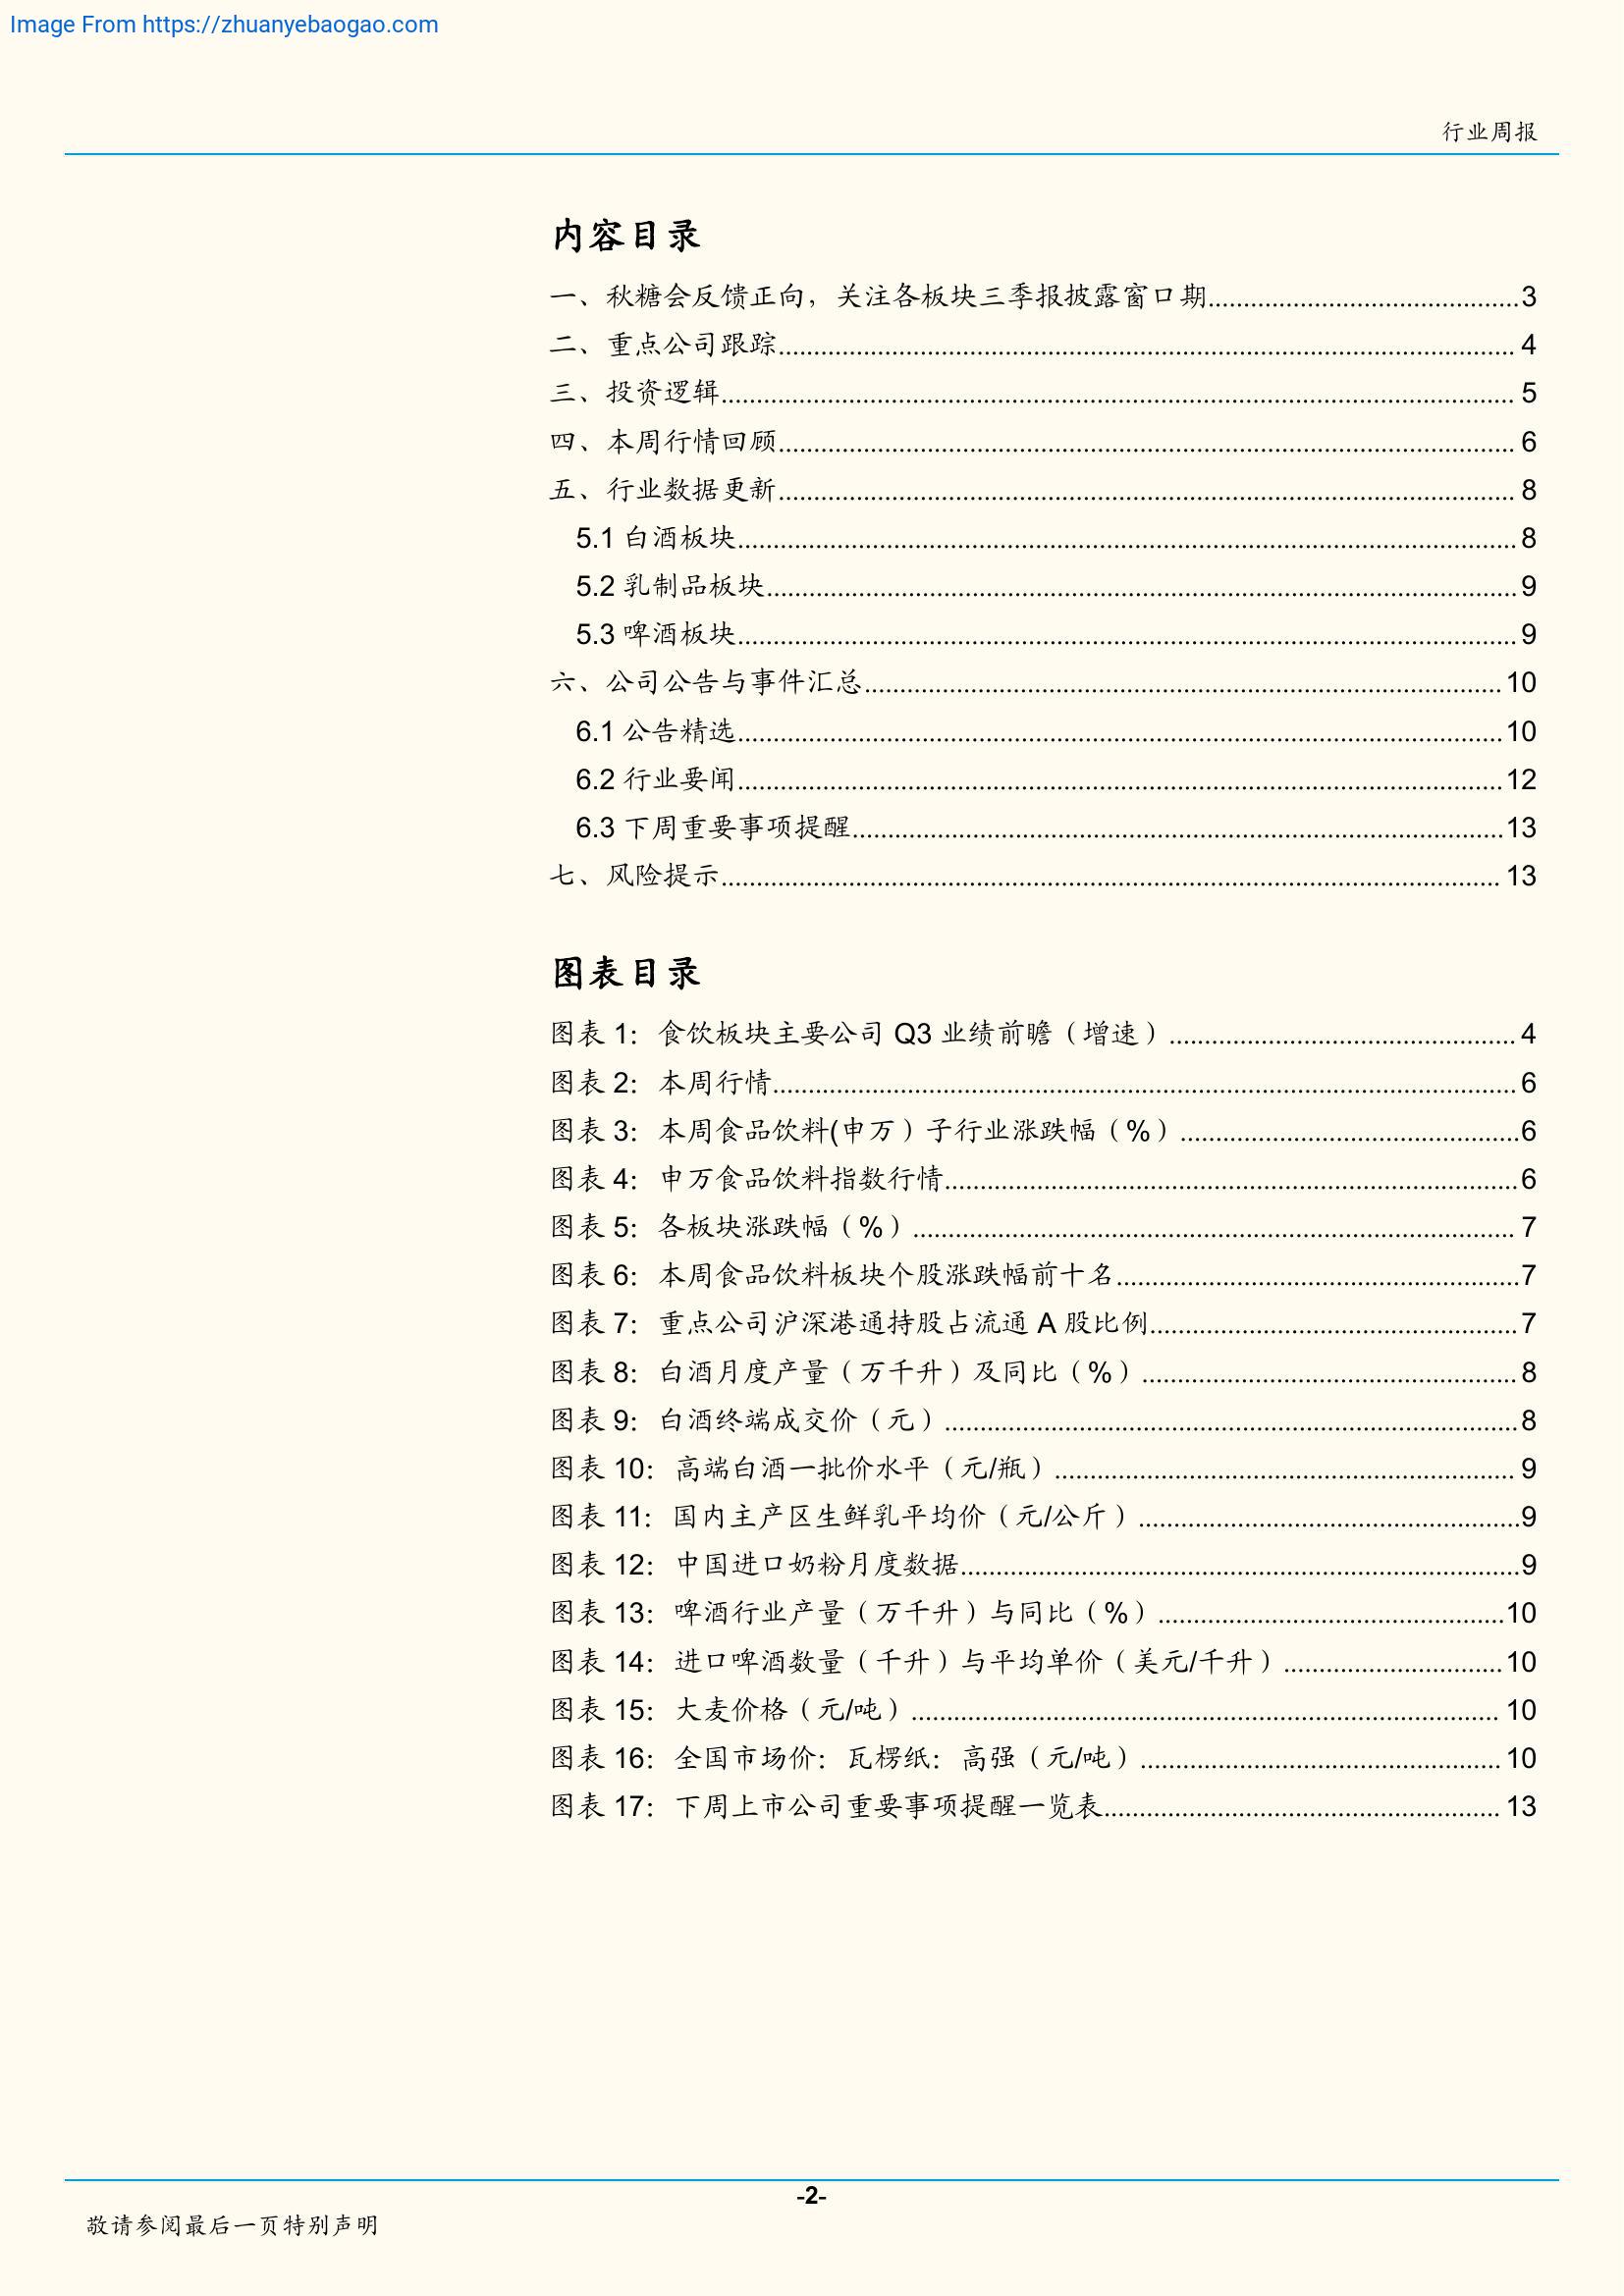 Image From https://zhuanyebaogao.com
行业周报
内容目录
一、秋糖会反馈正向，关注各板块三季报披露窗口期............................................3
二、重点公司跟踪............................................4
三、投资逻辑............................................5
四、本周行情回顾............................................6
五、行业数据更新............................................8
5.1 白酒板块............................................8
5.2 乳制品板块............................................9
5.3 啤酒板块............................................9
六、公司公告与事件汇总............................................10
6.1 公告精选............................................10
6.2 行业要闻............................................12
6.3 下周重要事项提醒............................................13
七、风险提示............................................13
图表目录
图表 1：食饮板块主要公司 Q3 业绩前瞻（增速）............................................4
图表 2：本周行情............................................6
图表 3：本周食品饮料(申万）子行业涨跌幅（%）............................................6
图表 4：申万食品饮料指数行情............................................6
图表 5：各板块涨跌幅（%）............................................7
图表 6：本周食品饮料板块个股涨跌幅前十名............................................7
图表 7：重点公司沪深港通持股占流通 A 股比例............................................7
图表 8：白酒月度产量（万千升）及同比（%）............................................8
图表 9：白酒终端成交价（元）............................................8
图表 10：高端白酒一批价水平（元/瓶）............................................9
图表 11：国内主产区生鲜乳平均价（元/公斤）............................................9
图表 12：中国进口奶粉月度数据............................................9
图表 13：啤酒行业产量（万千升）与同比（%）............................................10
图表 14：进口啤酒数量（千升）与平均单价（美元/千升）............................................10
图表 15：大麦价格（元/吨）............................................10
图表 16：全国市场价：瓦楞纸：高强（元/吨）............................................10
图表 17：下周上市公司重要事项提醒一览表............................................13
-2-
敬请参阅最后一页特别声明